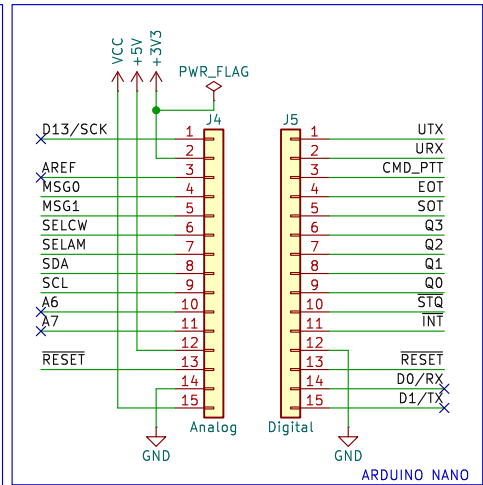 VCC
+5V
+3V3
PWR_FLAG
J4
J5
D13/SCK 1
2
AREF 3
MSG0 4
MSG1 5
SELCW 6
SELAM 7
SDA 8
SCL 9
A6 10
A7 11
12
RESET 13
14
15
1 UTX
2 URX
3 CMD_PTT
4 EOT
5 SOT
6 Q3
7 Q2
8 Q1
9 Q0
10 STQ
11 INT
12
13 RESET
14 D0/RX
15 D1/TX
Analog
Digital
GND
GND
ARDUINO NANO